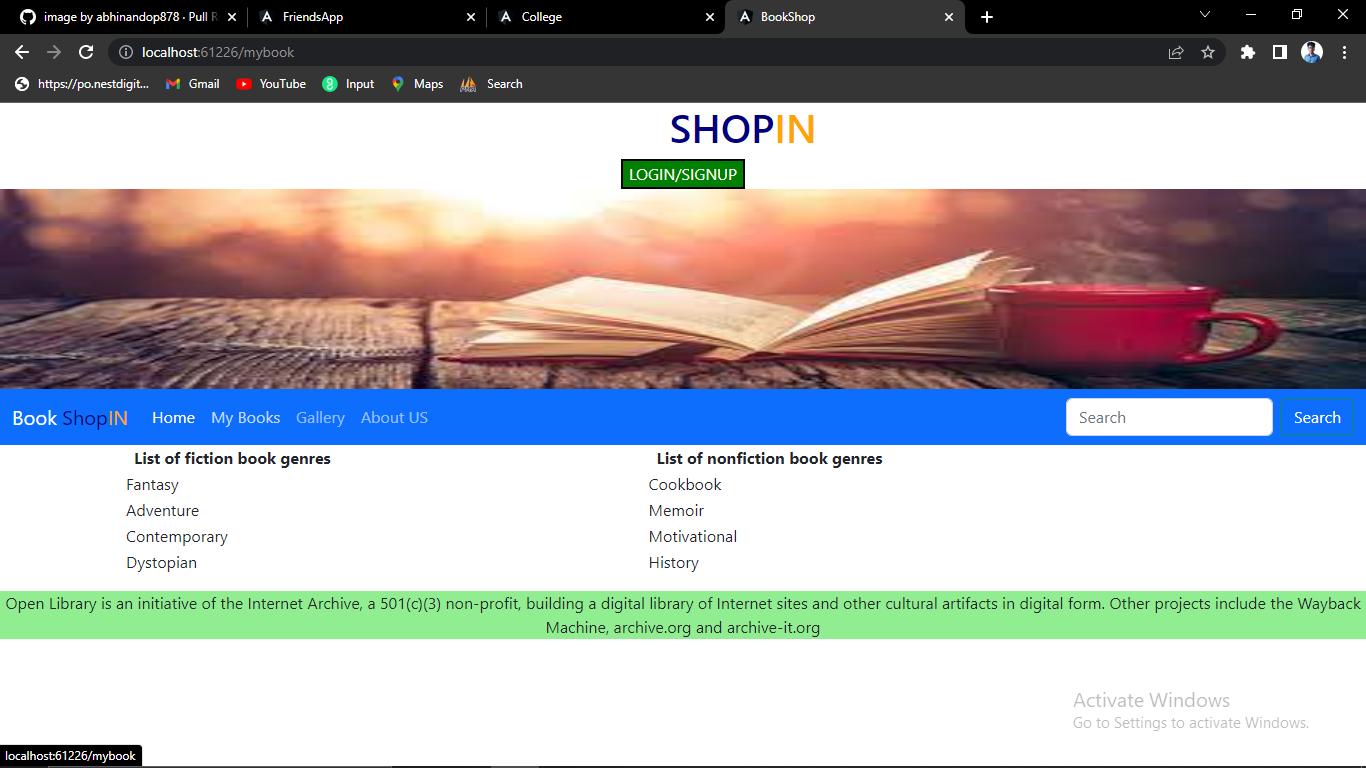 image by abhinandop878 · Pull R
FriendsApp
College
BookShop
localhost:61226/mybook
https://po.nestdigit...
Gmail
YouTube
Input
Maps
Search
SHOPIN
LOGIN/SIGNUP
Book ShopIN
Home
My Books
Gallery
About US
Search
Search
List of fiction book genres
List of nonfiction book genres
Fantasy
Cookbook
Adventure
Memoir
Contemporary
Motivational
Dystopian
History
Open Library is an initiative of the Internet Archive, a 501(c)(3) non-profit, building a digital library of Internet sites and other cultural artifacts in digital form. Other projects include the Wayback
Machine, archive.org and archive-it.org
Activate Windows
Go to Settings to activate Windows.
localhost:61226/mybook